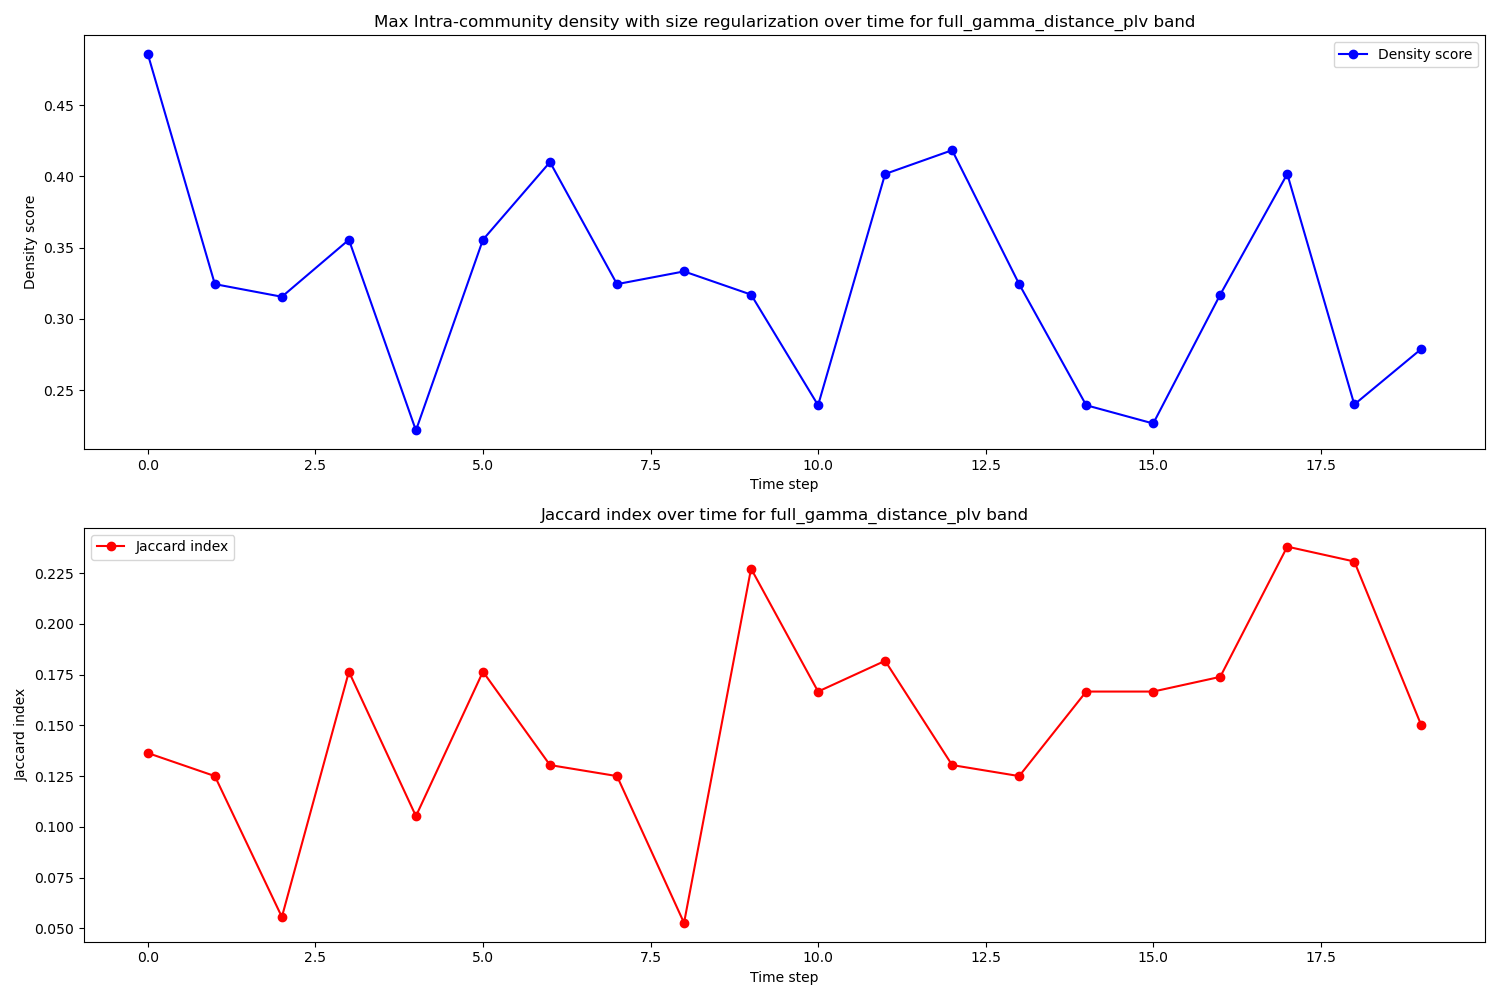 Max Intra-community density with size regularization over time for full_gamma_distance_plv band
Density score
0.45
0.40
0.35
0.30
0.25
Density score
0.0 2.5 5.0 7.5 10.0 12.5 15.0 17.5
Time step
Jaccard index over time for full_gamma_distance_plv band
Jaccard index
0.225
0.200
0.175
0.150
0.125
0.100
0.075
0.050
Jaccard index
0.0 2.5 5.0 7.5 10.0 12.5 15.0 17.5
Time step